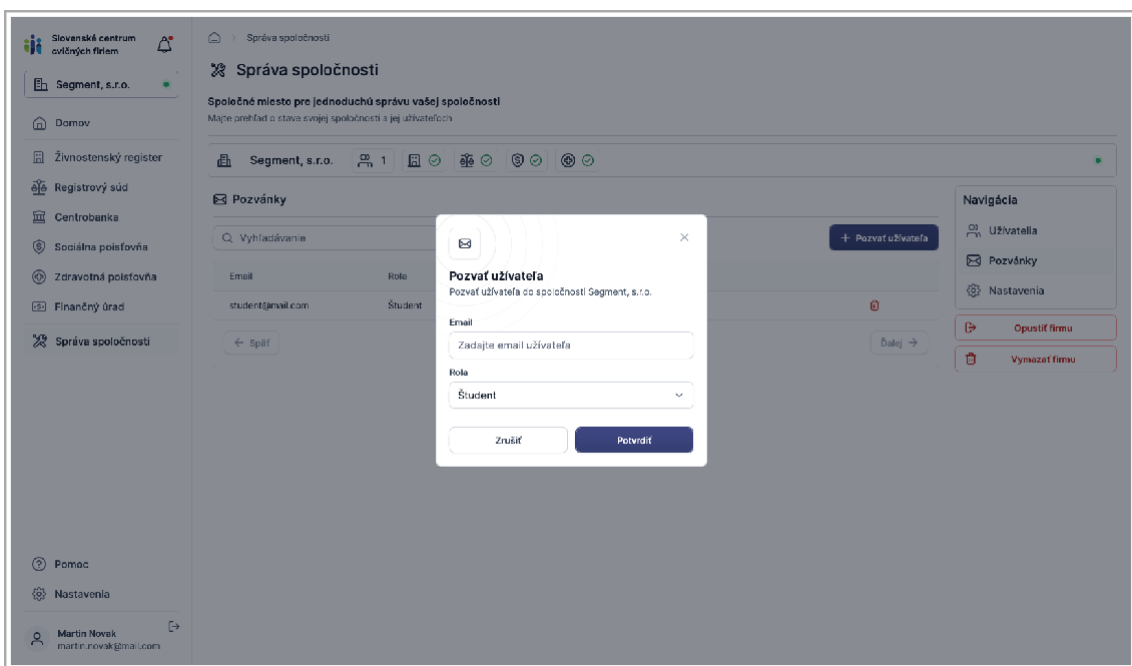 Slovenské centrum
cvičných firiem
Segment, s.r.o.
Domov
Živnostenský register
Registrový súd
Centrobanka
Sociálna poisťovňa
Zdravotná poisťovňa
Finančný úrad
Správa spoločnosti
Pomoc
Nastavenia
Martin Novak
martin.novak@mail.com
Správa spoločnosti
Správa spoločnosti
Spoločné miesto pre jednoduchú správu vašej spoločnosti
Majte prehľad o stave svojej spoločnosti a jej užívateľoch
Segment, s.r.o. 1
Pozvánky
Vyhľadávanie
+ Pozvať užívateľa
Email Rola
student@mail.com Študent
← Späť
Ďalej →
Pozvať užívateľa
Pozvať užívateľa do spoločnosti Segment, s.r.o.
Email
Zadajte email užívateľa
Rola
Študent
Zrušiť Potvrdiť
Navigácia
Užívatelia
Pozvánky
Nastavenia
Opustiť firmu
Vymazať firmu